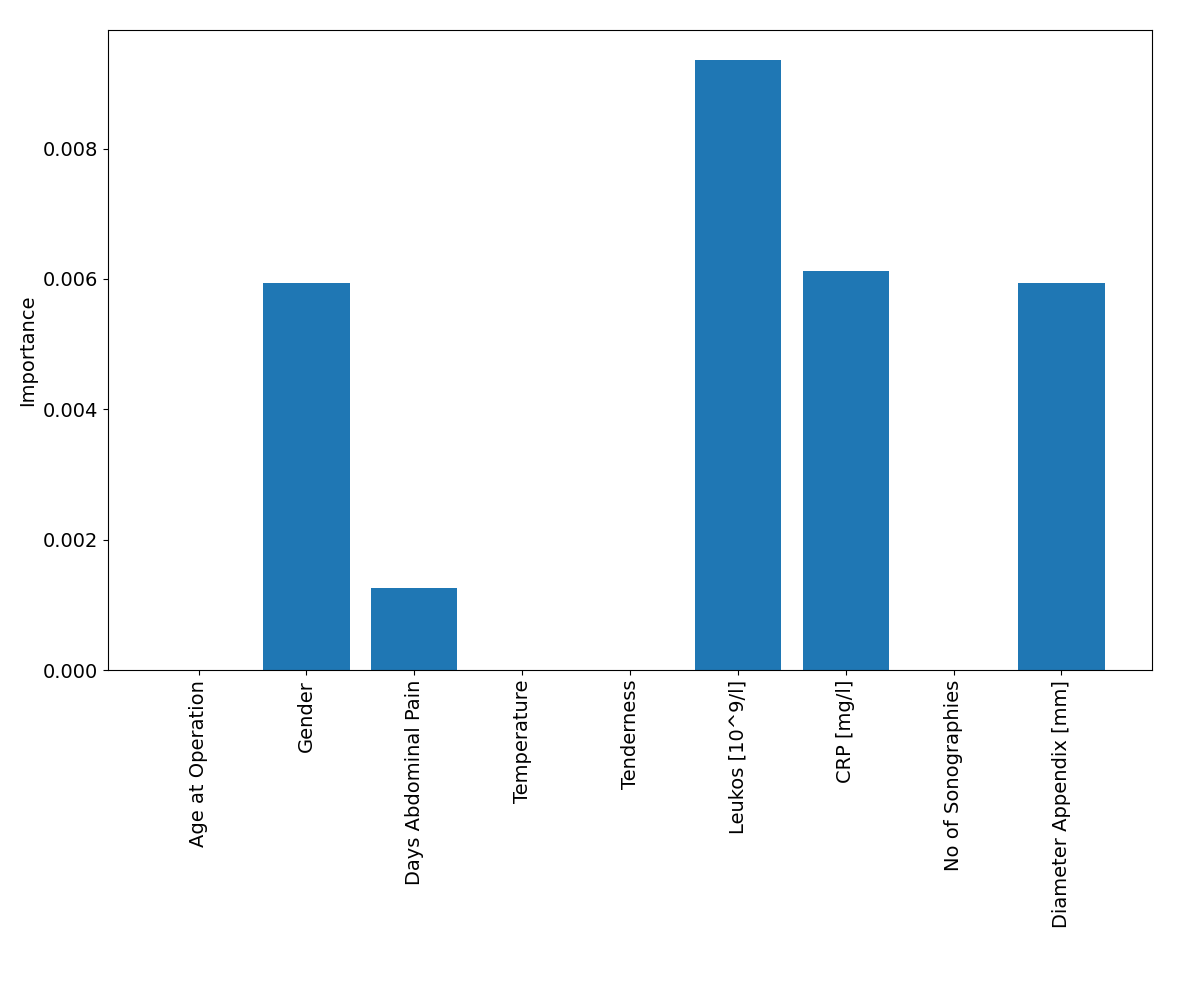 Importance
0.008
0.006
0.004
0.002
0.000
Age at Operation
Gender
Days Abdominal Pain
Temperature
Tenderness
Leukos [10^9/l]
CRP [mg/l]
No of Sonographies
Diameter Appendix [mm]